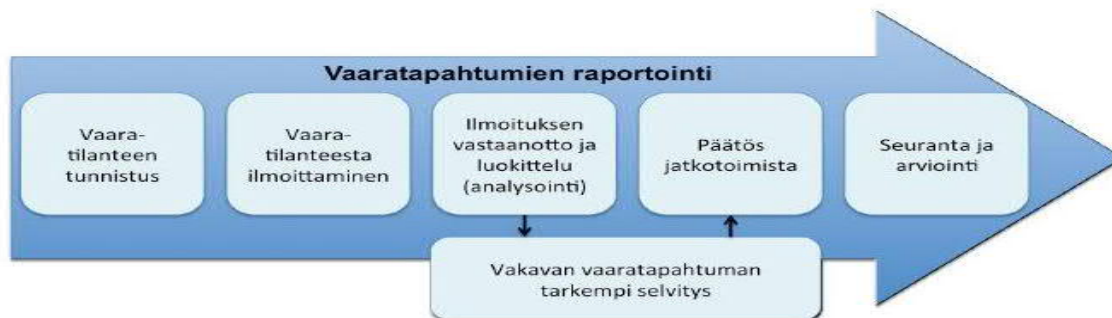 Vaaratapahtumien raportointi
Vaara-
tilanteen
tunnistus
Vaara-
tilanteesta
ilmoittaminen
Ilmoituksen
vastaanotto ja
luokittelu
(analysointi)
Päätös
jatkotoimista
Seuranta ja
arviointi
Vakavan vaaratapahtuman
tarkempi selvitys